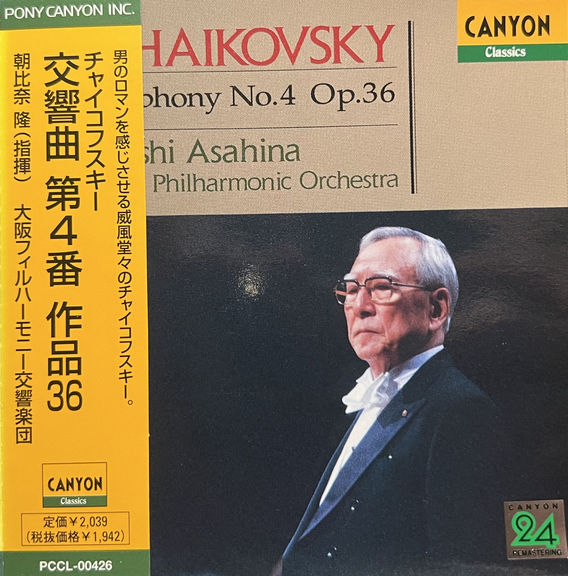 PONY CANYON INC.
男のロマンを感じさせる威風堂々のチャイコフスキー。
チャイコフスキー
交響曲 第4番 作品36
朝比奈 隆(指揮) 大阪フィルハーモニー交響楽団
CANYON
Classics
定価¥2,039
(税抜価格¥1,942)
PCCL-00426
HAIKOVSKY
phony No.4 Op.36
shi Asahina
Philharmonic Orchestra
CANYON
Classics
CANYON
24
REMASTERING